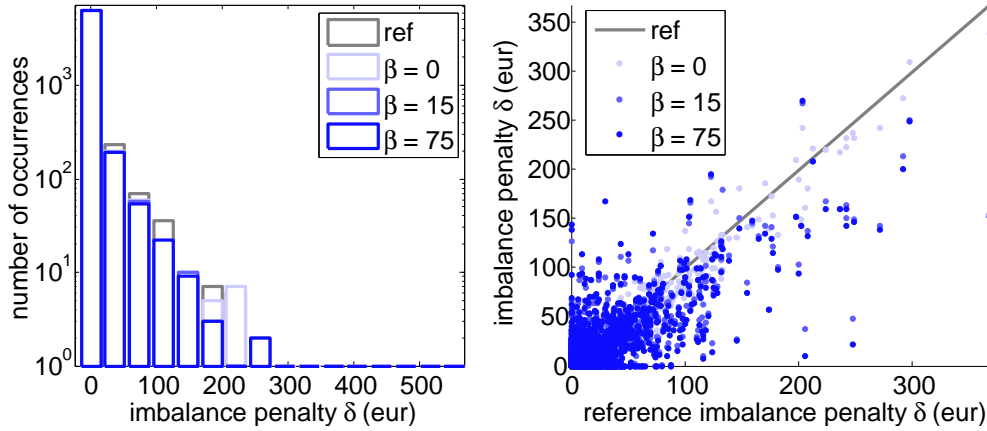 number of occurrences
10^3
10^2
10^1
10^0
0 100 200 300 400 500
imbalance penalty δ (eur)
ref
β = 0
β = 15
β = 75
imbalance penalty δ (eur)
350
300
250
200
150
100
50
0
0 100 200 300
reference imbalance penalty δ (eur)
ref
β = 0
β = 15
β = 75